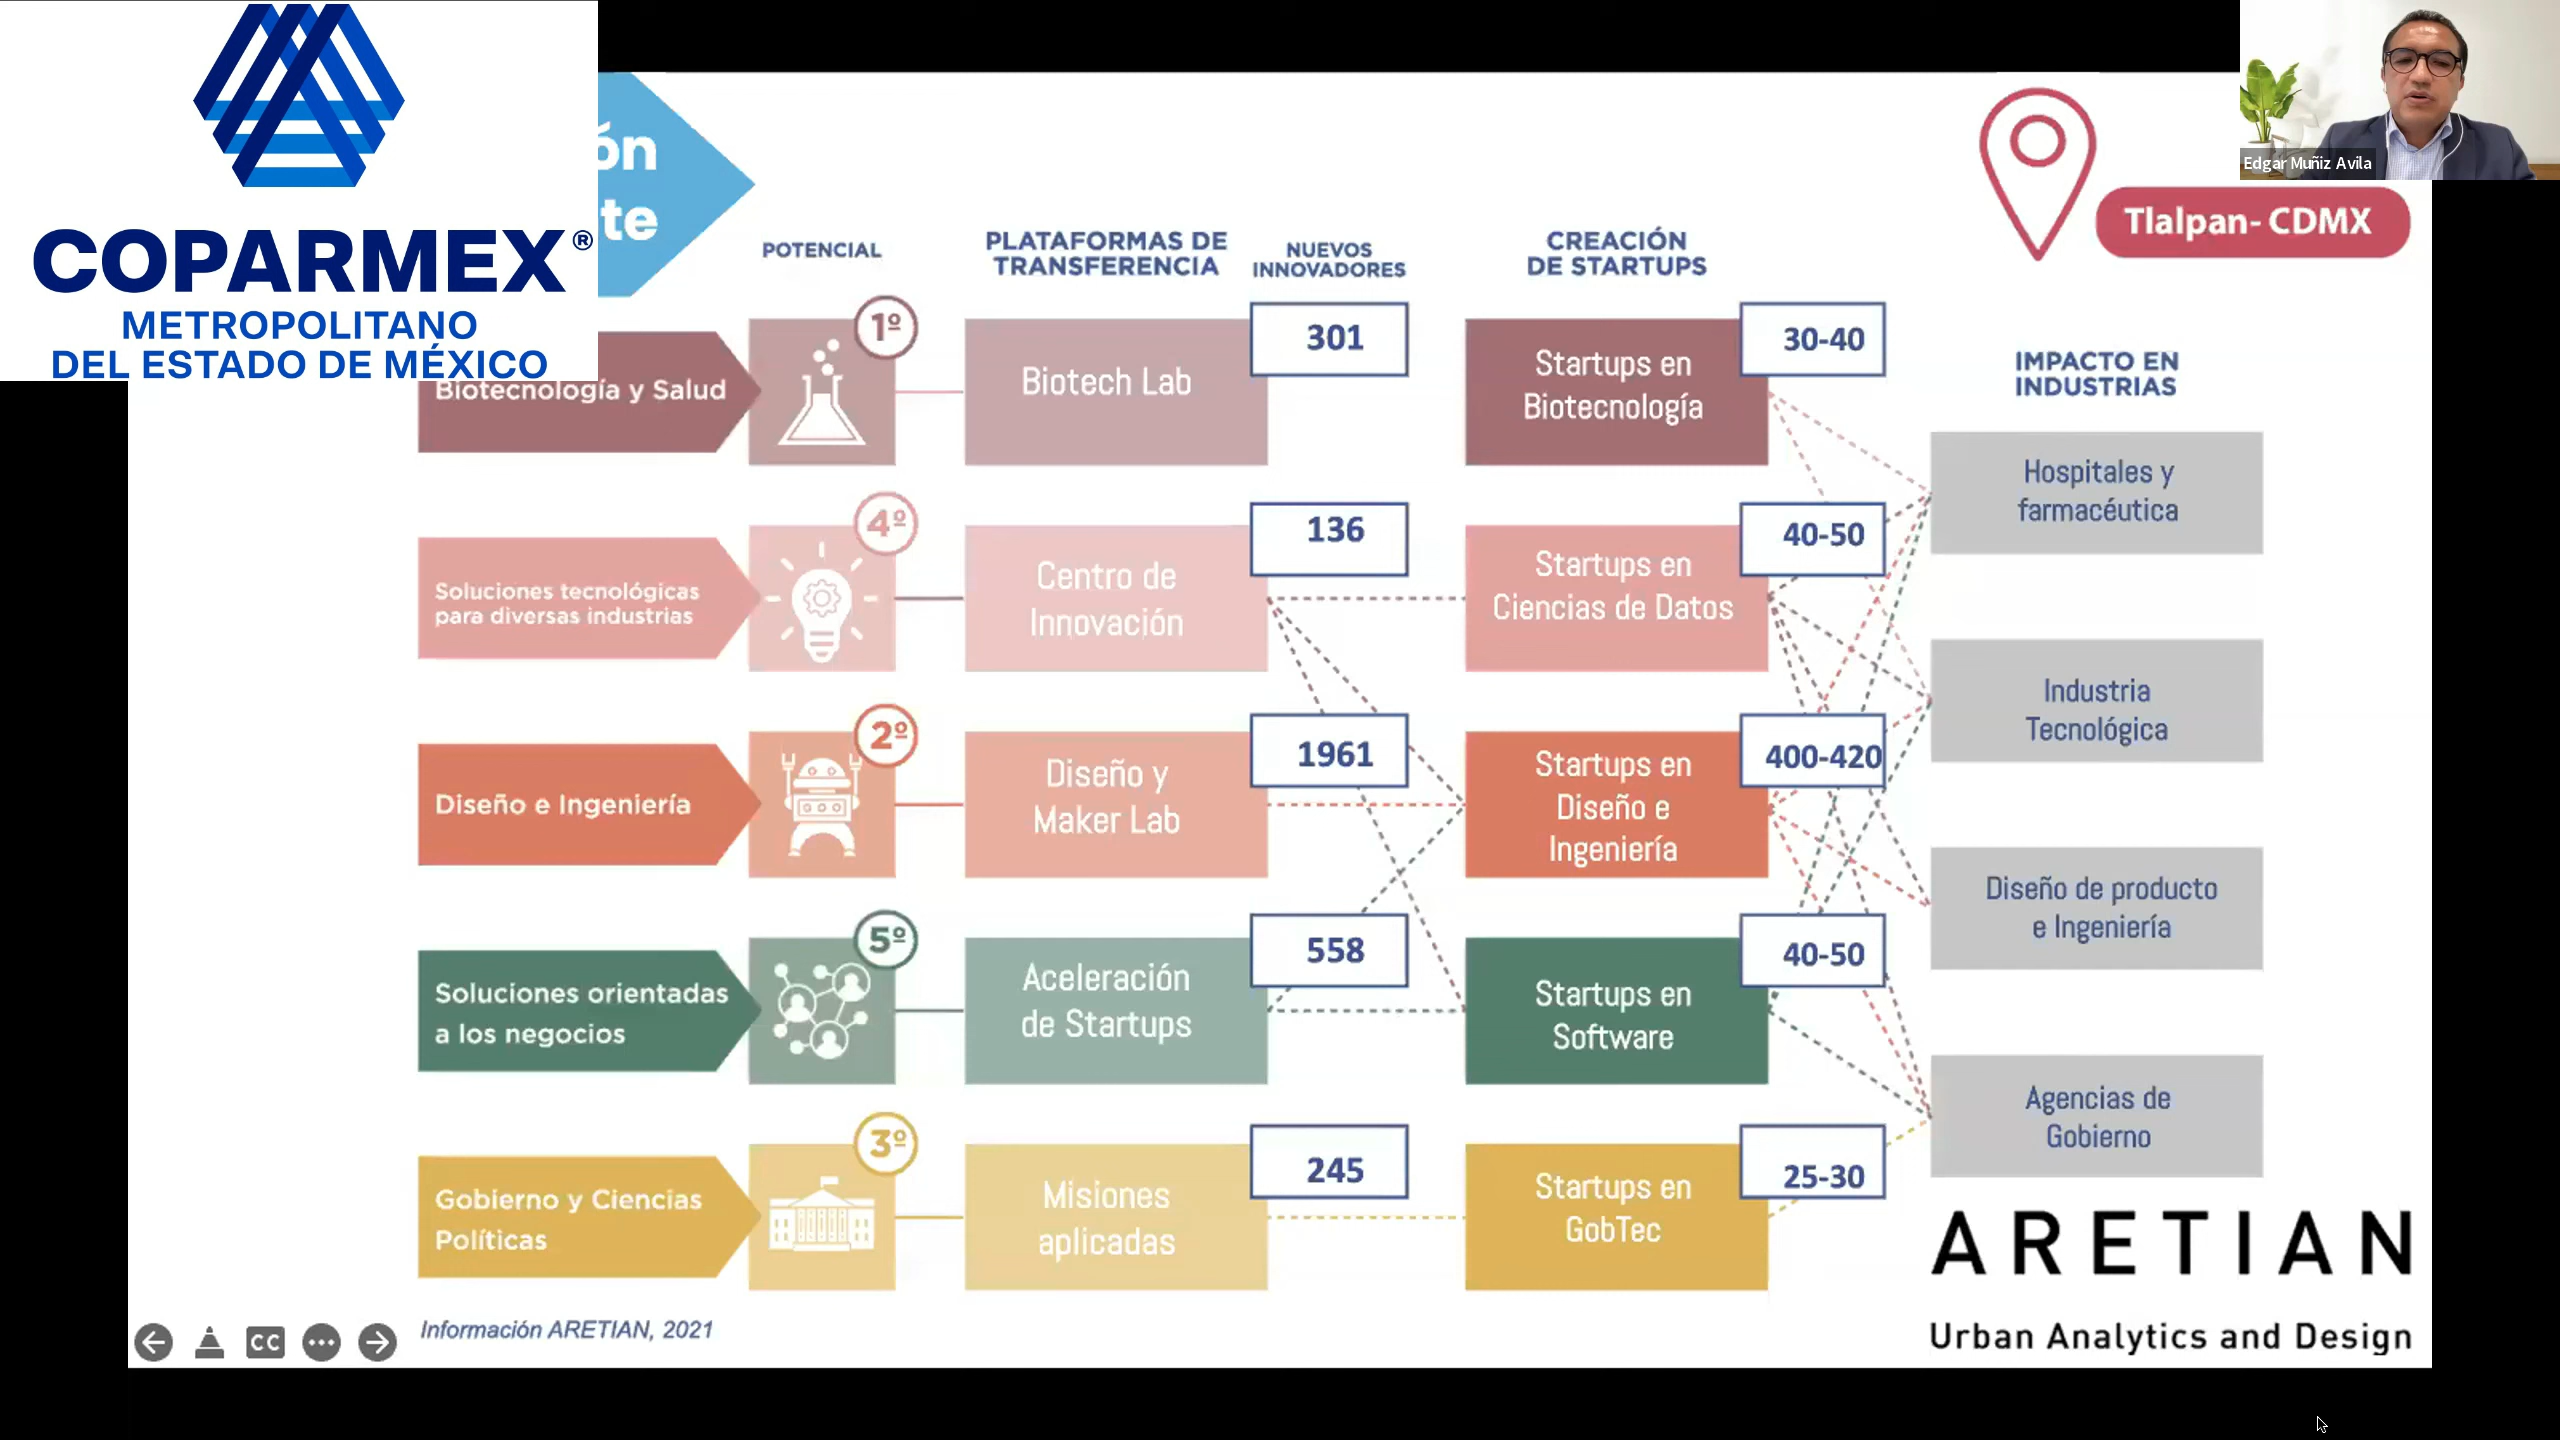 COPARMEX®
METROPOLITANO
DEL ESTADO DE MÉXICO
ón
te
Edgar Muñiz Avila
Tlalpan- CDMX
POTENCIAL
PLATAFORMAS DE
TRANSFERENCIA
NUEVOS
INNOVADORES
CREACIÓN
DE STARTUPS
IMPACTO EN
INDUSTRIAS
Biotecnología y Salud
1º
Biotech Lab
301
Startups en
Biotecnología
30-40
Soluciones tecnológicas
para diversas industrias
4º
Centro de
Innovación
136
Startups en
Ciencias de Datos
40-50
Diseño e Ingeniería
2º
Diseño y
Maker Lab
1961
Startups en
Diseño e
Ingeniería
400-420
Soluciones orientadas
a los negocios
5º
Aceleración
de Startups
558
Startups en
Software
40-50
Gobierno y Ciencias
Políticas
3º
Misiones
aplicadas
245
Startups en
GobTec
25-30
Hospitales y
farmacéutica
Industria
Tecnológica
Diseño de producto
e Ingeniería
Agencias de
Gobierno
ARETIAN
Urban Analytics and Design
Información ARETIAN, 2021
CC